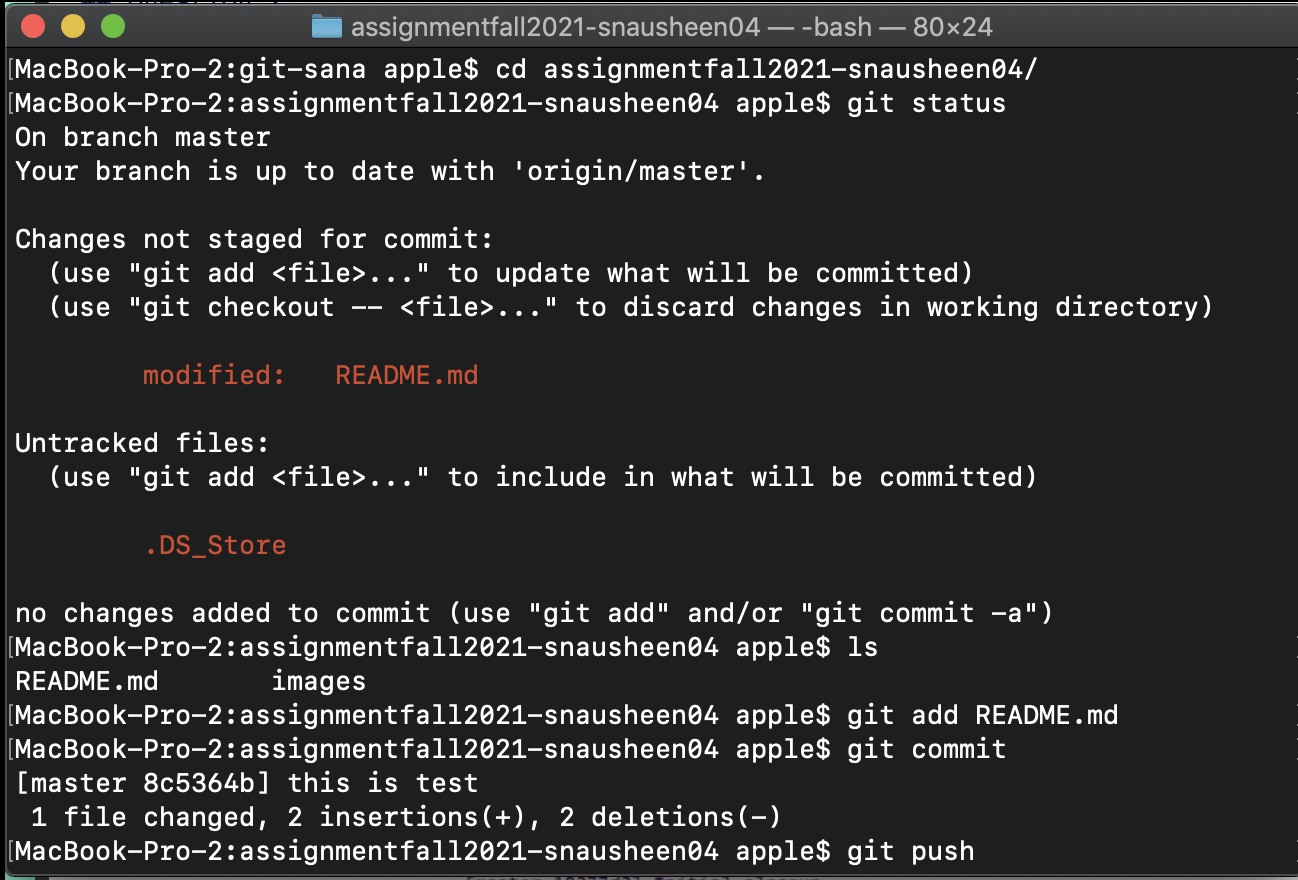 assignmentfall2021-snausheen04 — -bash — 80×24
[MacBook-Pro-2:git-sana apple$ cd assignmentfall2021-snausheen04/
[MacBook-Pro-2:assignmentfall2021-snausheen04 apple$ git status
On branch master
Your branch is up to date with 'origin/master'.
Changes not staged for commit:
(use "git add <file>..." to update what will be committed)
(use "git checkout -- <file>..." to discard changes in working directory)
modified: README.md
Untracked files:
(use "git add <file>..." to include in what will be committed)
.DS_Store
no changes added to commit (use "git add" and/or "git commit -a")
[MacBook-Pro-2:assignmentfall2021-snausheen04 apple$ ls
README.md images
[MacBook-Pro-2:assignmentfall2021-snausheen04 apple$ git add README.md
[MacBook-Pro-2:assignmentfall2021-snausheen04 apple$ git commit
[master 8c5364b] this is test
1 file changed, 2 insertions(+), 2 deletions(-)
[MacBook-Pro-2:assignmentfall2021-snausheen04 apple$ git push